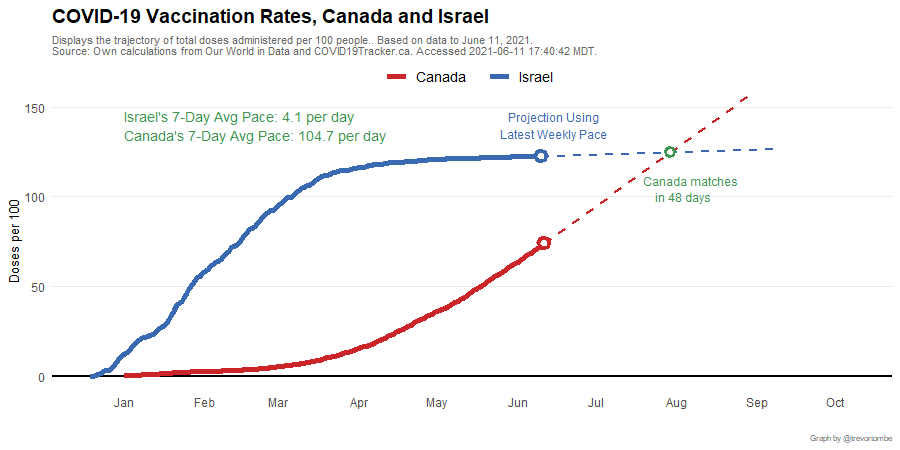 COVID-19 Vaccination Rates, Canada and Israel
Displays the trajectory of total doses administered per 100 people.. Based on data to June 11, 2021.
Source: Own calculations from Our World in Data and COVID19Tracker.ca. Accessed 2021-06-11 17:40:42 MDT.
Canada Israel
150
Israel's 7-Day Avg Pace: 4.1 per day
Canada's 7-Day Avg Pace: 104.7 per day
Projection Using
Latest Weekly Pace
Canada matches
in 48 days
100
50
0
Doses per 100
Jan Feb Mar Apr May Jun Jul Aug Sep Oct
Graph by @trevortombe